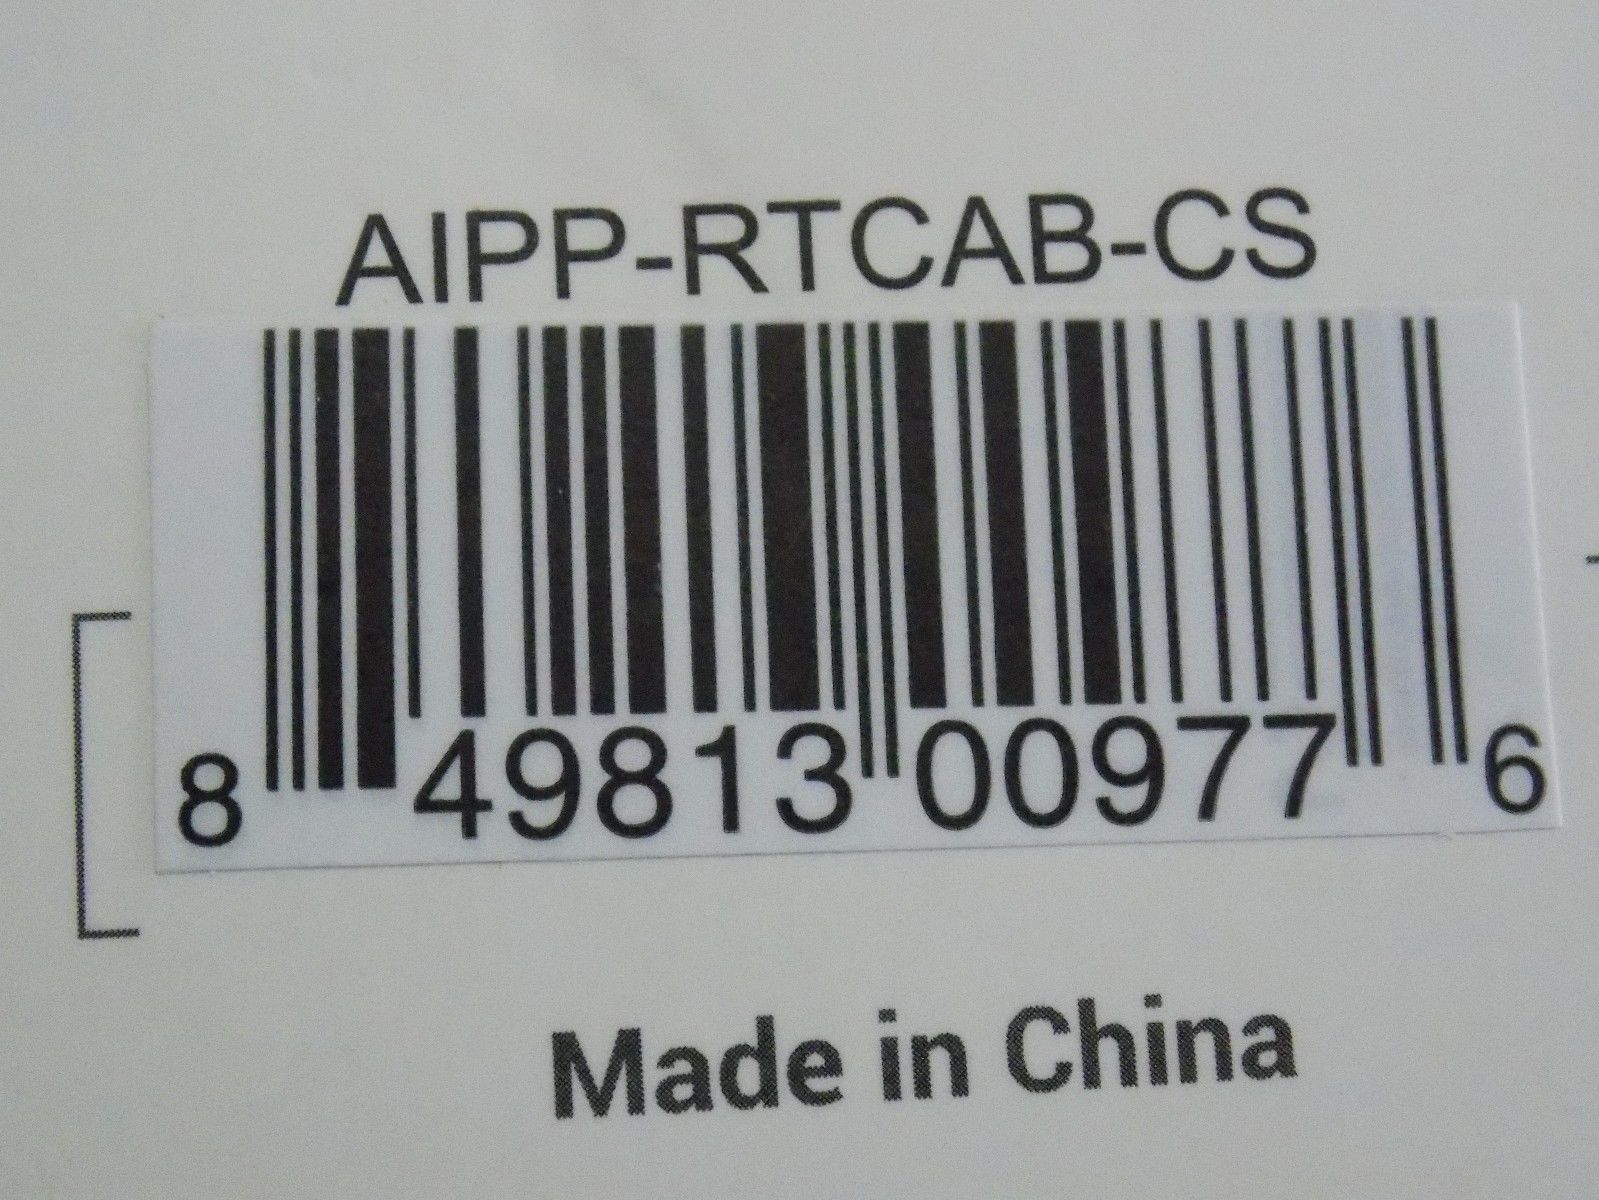 AIPP-RTCAB-CS
8 49813 00977 6
Made in China